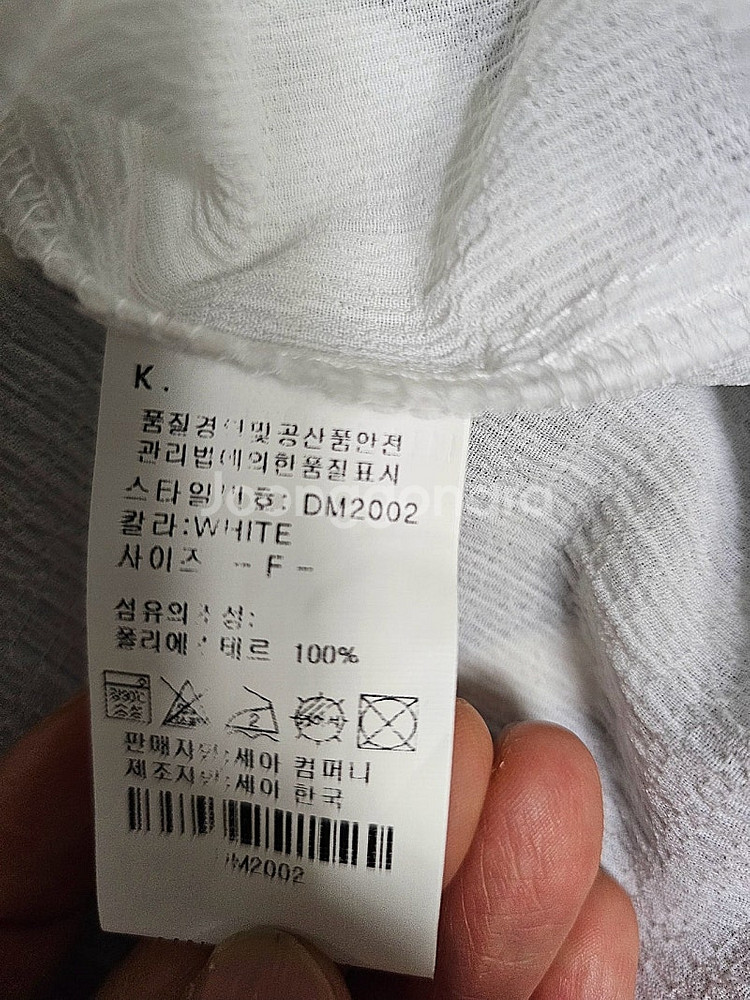 K.
품질경영및공산품안전
관리법에의한품질표시
스타일번호: DM2002
칼라:WHITE
사이즈 -F-
섬유의조성:
폴리에스테르 100%
판매자명:세아 컴퍼니
제조자명:세아 한국
DM2002
Joongonara